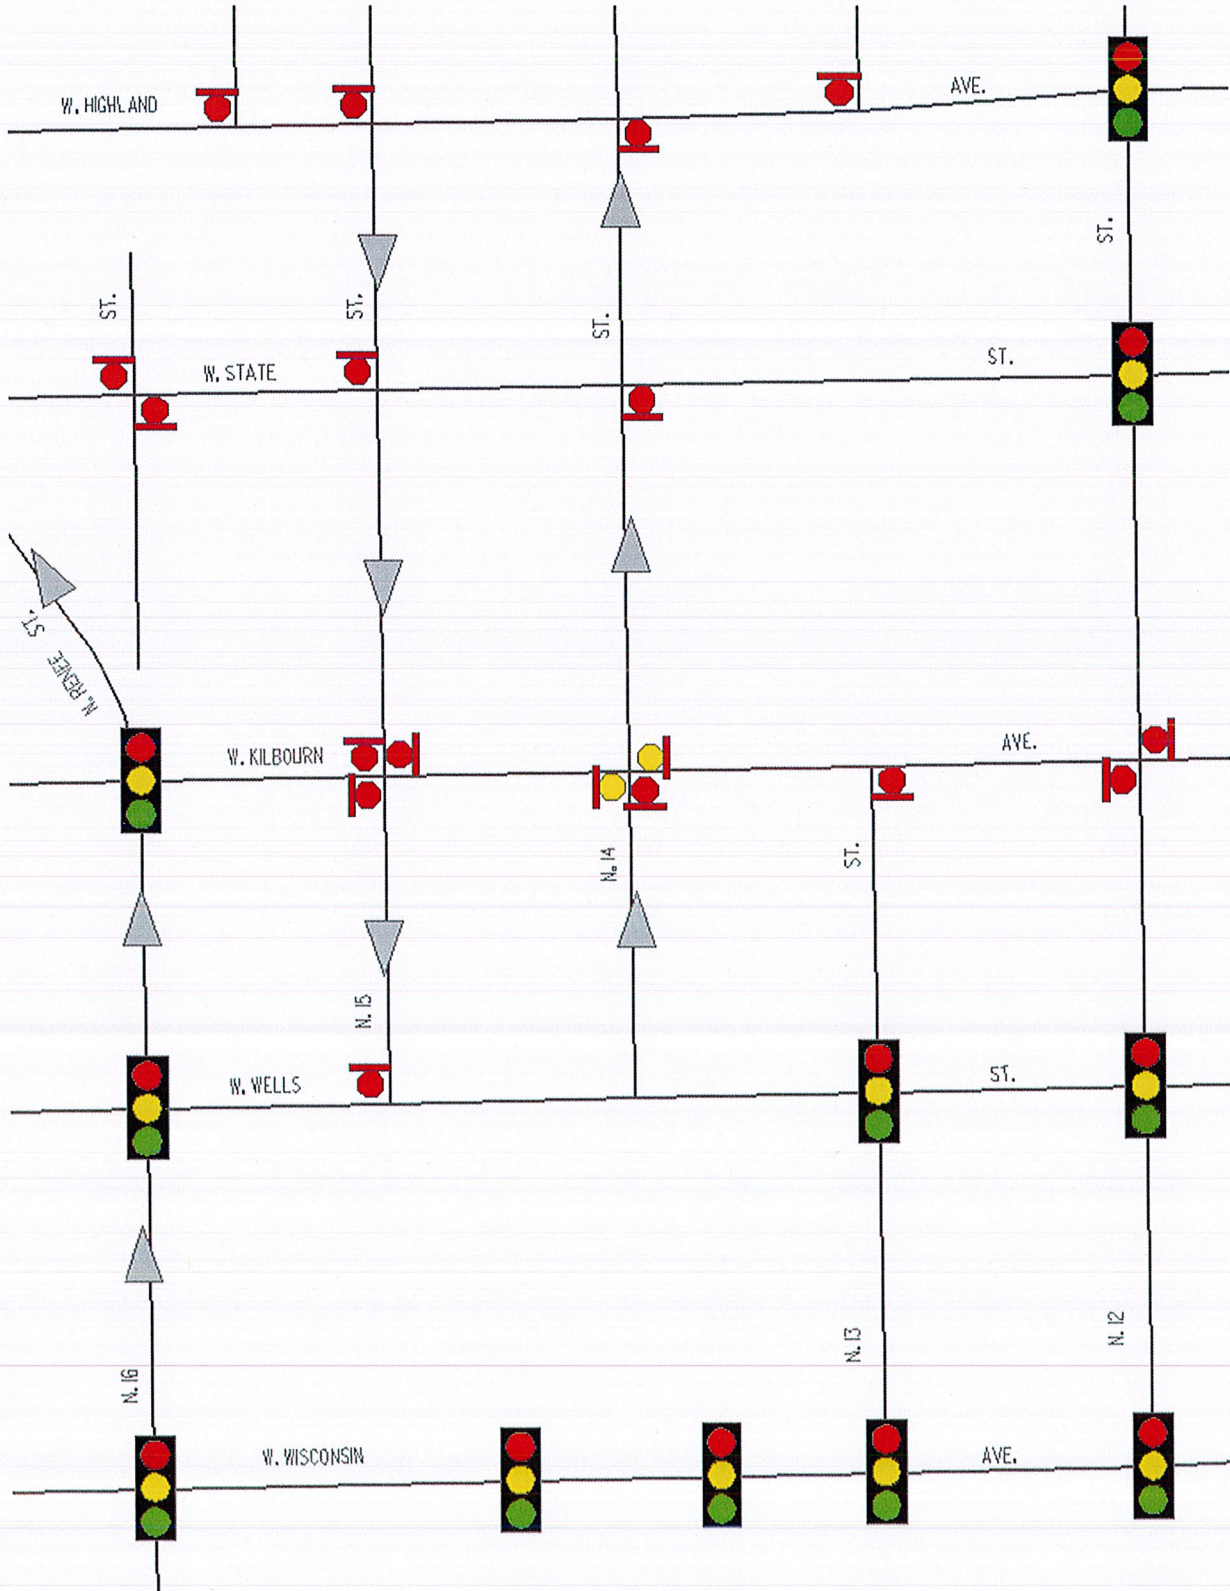 W. HIGHLAND AVE.
ST.
ST.
ST.
ST.
W. STATE ST.
N. RENEE ST.
W. KILBOURN AVE.
N. 14
ST.
N. 15
W. WELLS ST.
N. 13
N. 12
N. 16
W. WISCONSIN AVE.